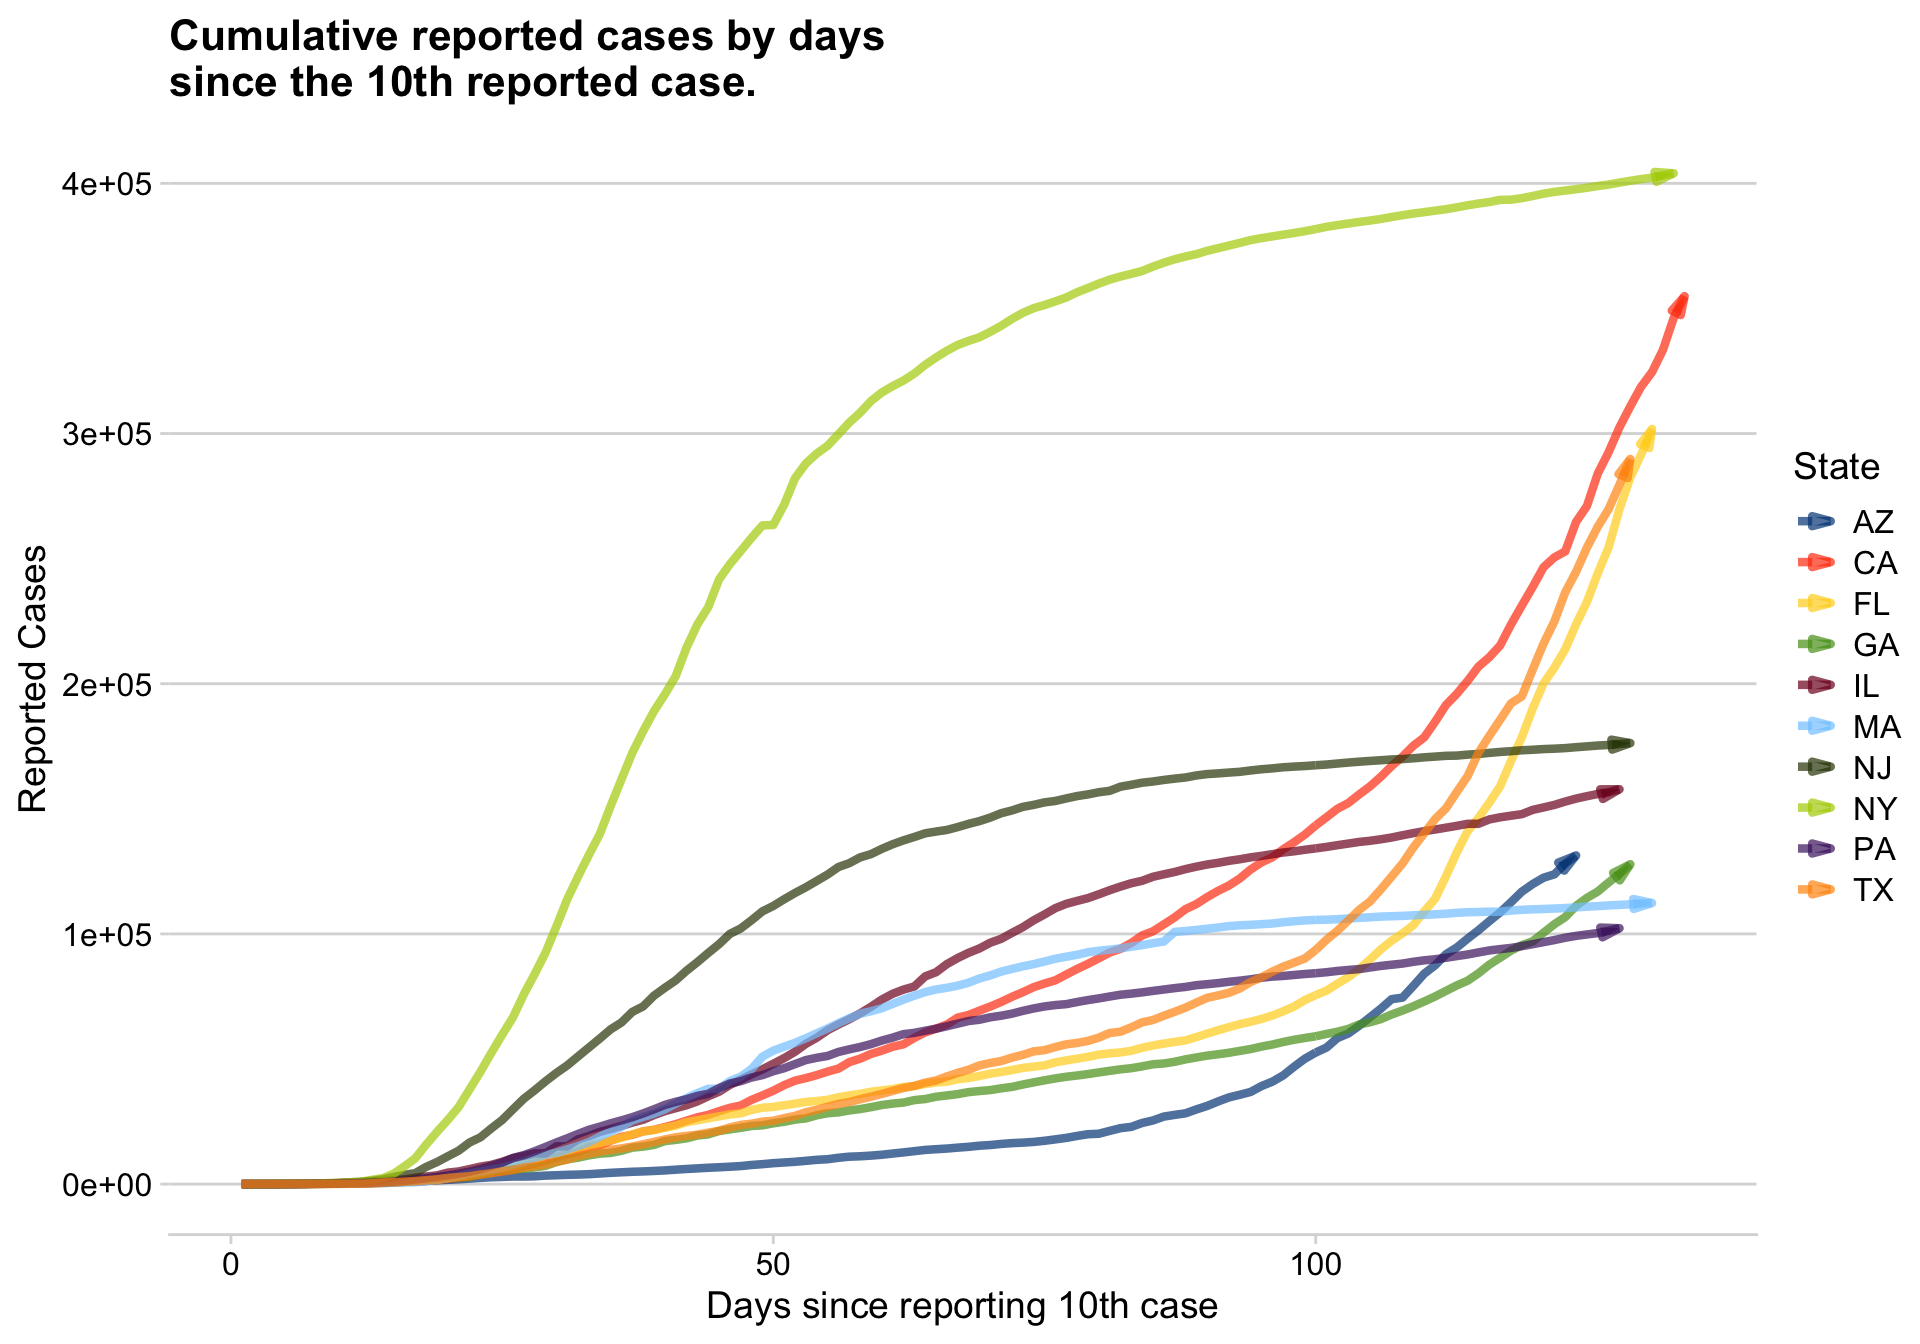 Cumulative reported cases by days
since the 10th reported case.
4e+05
3e+05
2e+05
1e+05
0e+00
Reported Cases
0
50
100
Days since reporting 10th case
State
AZ
CA
FL
GA
IL
MA
NJ
NY
PA
TX